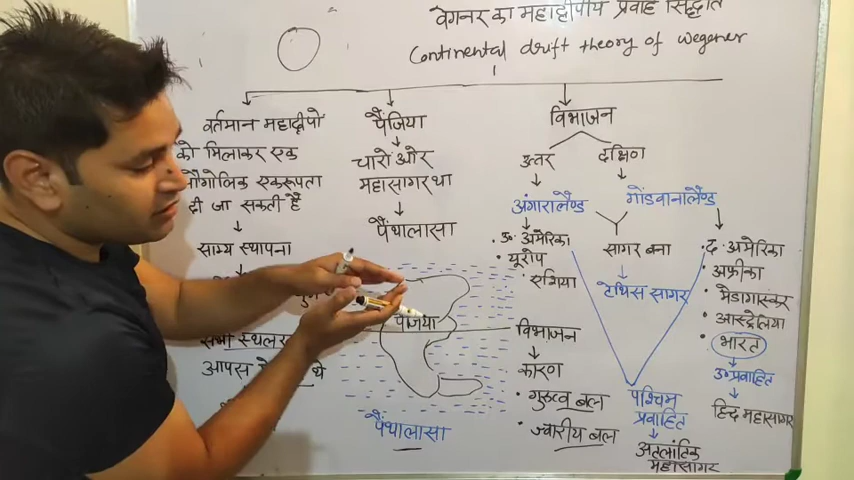 वेगनर का महाद्वीपीय प्रवाह सिद्धांत
Continental drift theory of wegener
वर्तमान महाद्वीपो
को मिलाकर एक
भौगोलिक एकरूपता
दी जा सकती है
साम्य स्थापना
सभी स्थलर
आपस मे थे
पैंजिया
चारो ओर
महासागर था
पैंथालासा
पैंजिया
पैंथालासा
विभाजन
उत्तर
दक्षिण
अंगारालैण्ड
गोंडवानालैण्ड
• उ॰ अमेरिका
• यूरोप
• एशिया
सागर बना
टेथिस सागर
• द॰ अमेरिका
• अफ्रीका
• मेडागास्कर
• आस्ट्रेलिया
• भारत
उ॰ प्रवाहित
हिन्द महासागर
विभाजन
कारण
• गुरुत्व बल
• ज्वारीय बल
पश्चिम
प्रवाहित
अटलांतिक
महासागर